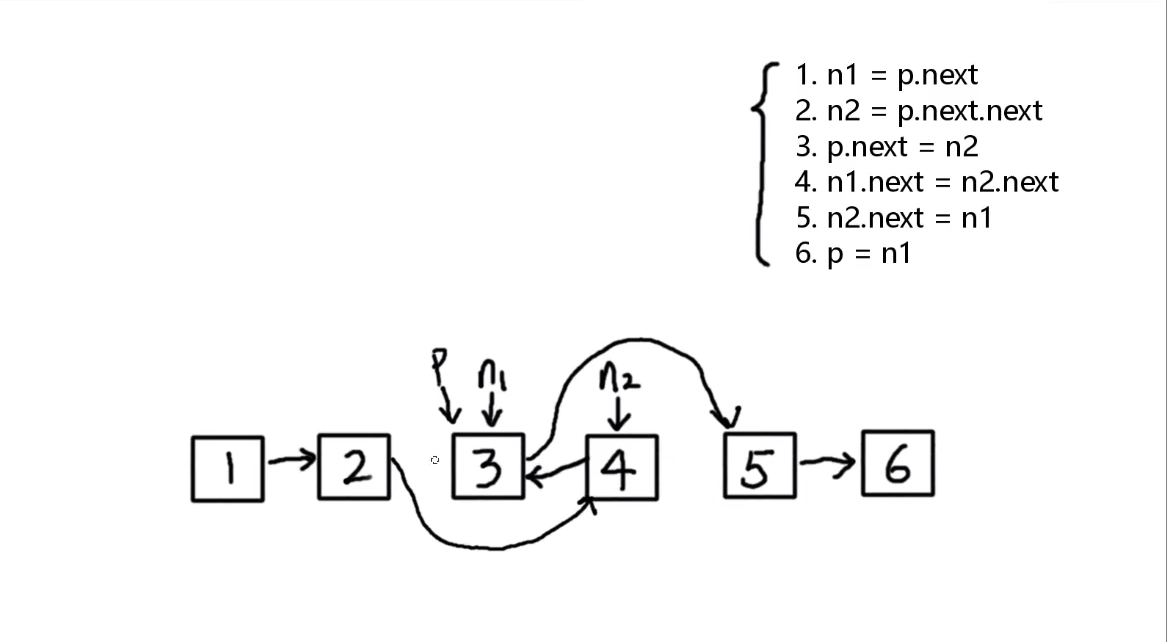 1. n1 = p.next
2. n2 = p.next.next
3. p.next = n2
4. n1.next = n2.next
5. n2.next = n1
6. p = n1
p n1 n2
1 2 3 4 5 6